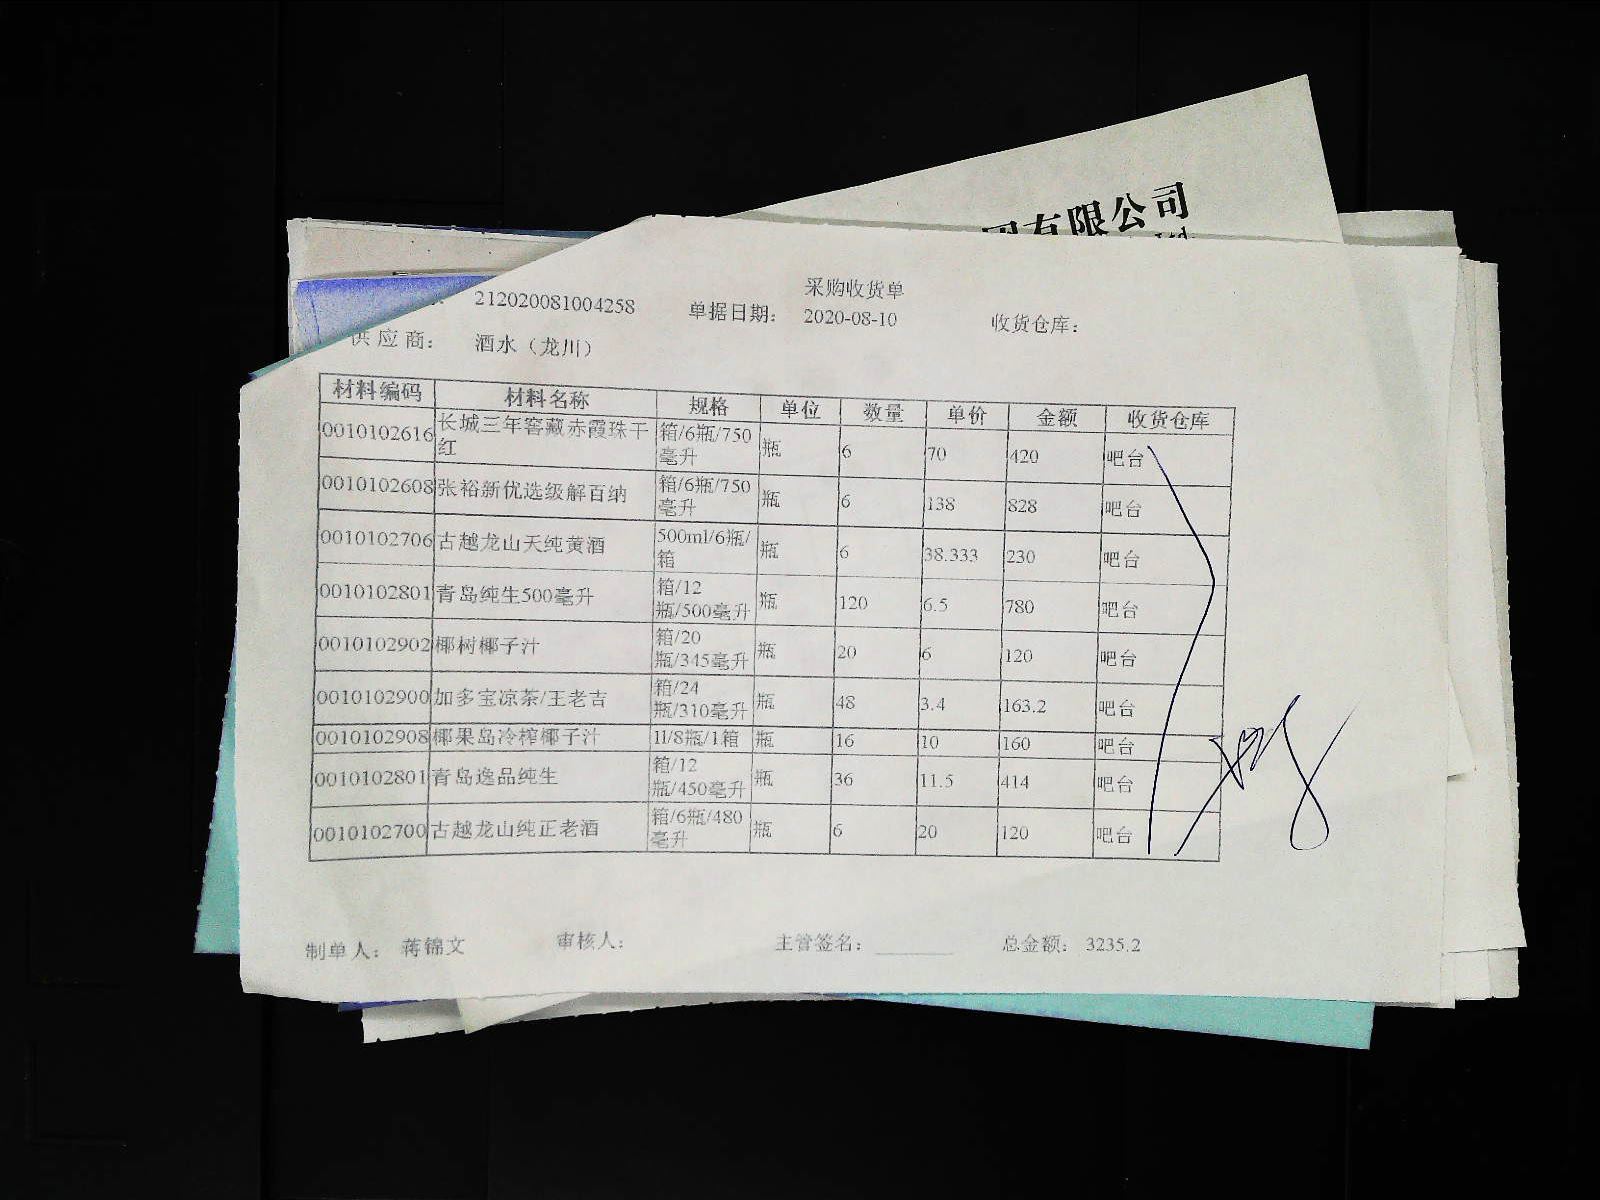 有限公司
采购收货单
212020081004258 单据日期: 2020-08-10 收货仓库:
供 应 商: 酒水（龙川）
材料编码 材料名称 规格 单位 数量 单价 金额 收货仓库
0010102616 长城三年窖藏赤霞珠干红 箱/6瓶/750毫升 瓶 6 70 420 吧台
0010102608 张裕新优选级解百纳 箱/6瓶/750毫升 瓶 6 138 828 吧台
0010102706 古越龙山天纯黄酒 500ml/6瓶/箱 瓶 6 38.333 230 吧台
0010102801 青岛纯生500毫升 箱/12瓶/500毫升 瓶 120 6.5 780 吧台
0010102902 椰树椰子汁 箱/20瓶/345毫升 瓶 20 6 120 吧台
0010102900 加多宝凉茶/王老吉 箱/24瓶/310毫升 瓶 48 3.4 163.2 吧台
0010102908 椰果岛冷榨椰子汁 1l/8瓶/1箱 瓶 16 10 160 吧台
0010102801 青岛逸品纯生 箱/12瓶/450毫升 瓶 36 11.5 414 吧台
0010102700 古越龙山纯正老酒 箱/6瓶/480毫升 瓶 6 20 120 吧台
制单人: 蒋锦文 审核人: 主管签名: 总金额: 3235.2